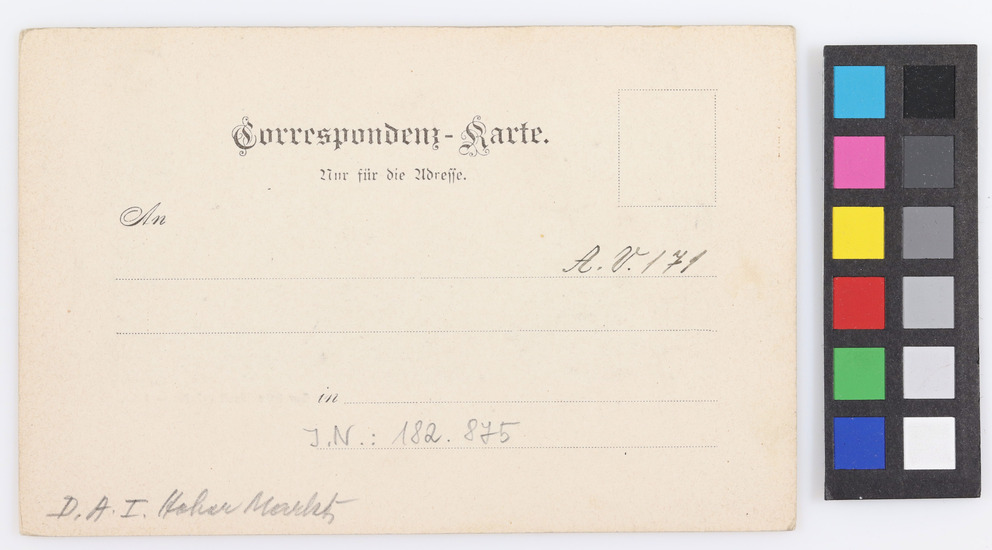 Correspondenz-Karte.
Nur für die Adresse.
An
A. V. 171
in
J.N.: 182.875
D. A. I. Hoher Markt